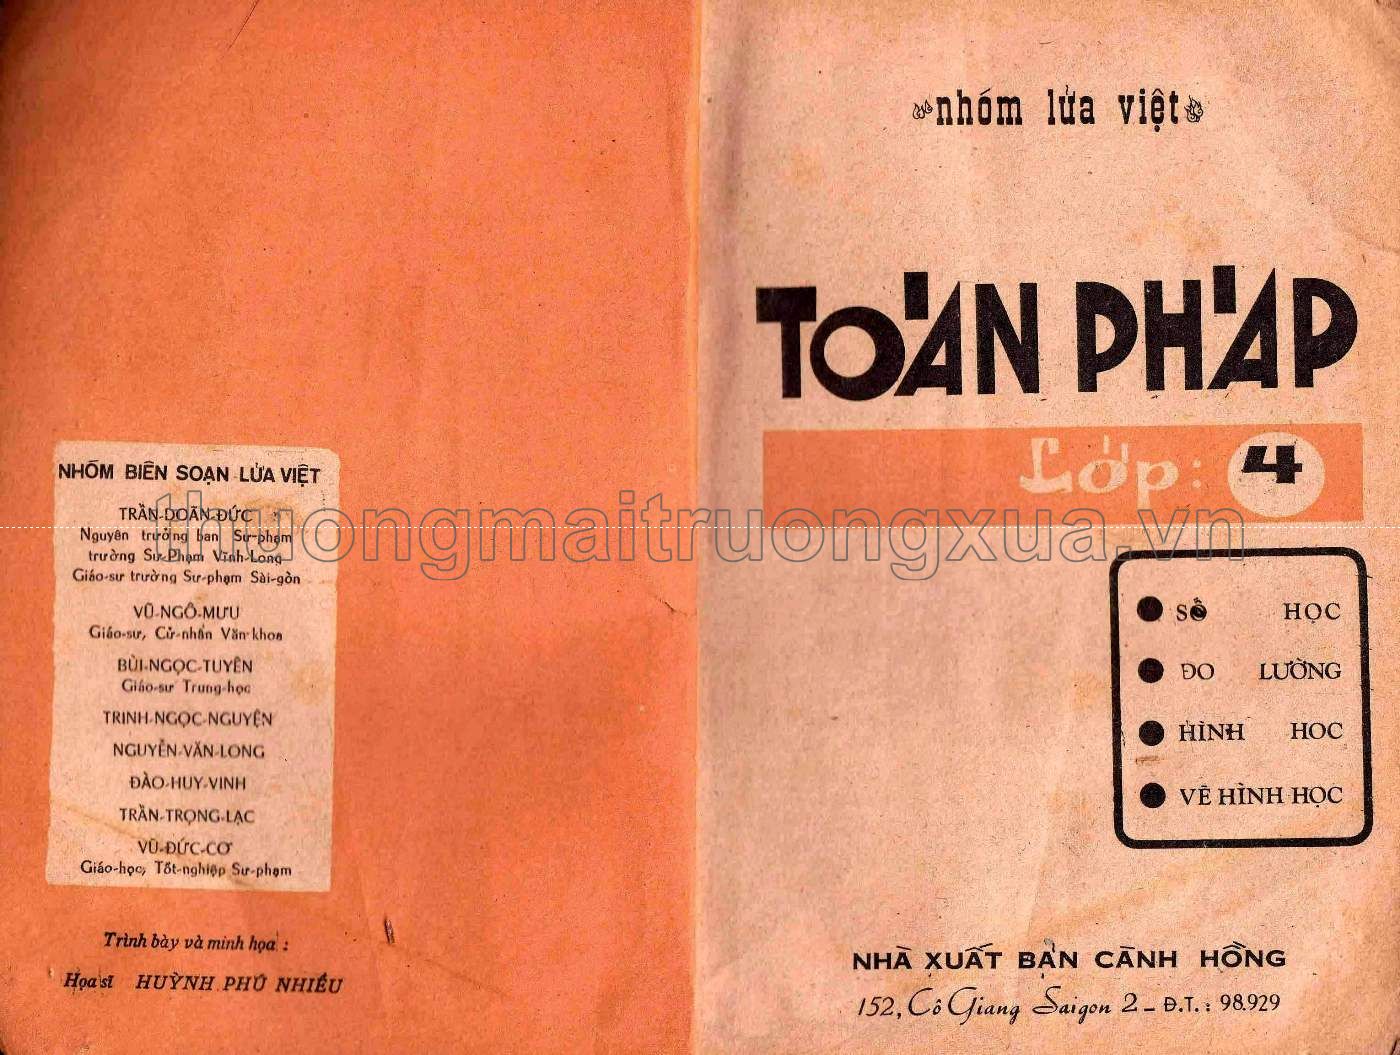 NHÓM BIÊN SOẠN LỬA VIỆT
TRẦN-DOÃN-ĐỨC
Nguyên trưởng ban Sư-phạm
trường Sư-Phạm Vĩnh-Long
Giáo-sư trường Sư-phạm Sài-gòn
VŨ-NGÔ-MƯU
Giáo-sư, Cử-nhân Văn-khoa
BÙI-NGỌC-TUYÊN
Giáo-sư Trung-học
TRỊNH-NGỌC-NGUYỆN
NGUYỄN-VĂN-LONG
ĐÀO-HUY-VINH
TRẦN-TRỌNG-LẠC
VŨ-ĐỨC-CƠ
Giáo-học, Tốt-nghiệp Sư-phạm
Trình bày và minh họa :
Họa sĩ HUỲNH PHÚ NHIÊU
nhóm lửa việt
TOÁN PHÁP
Lớp : 4
SỐ HỌC
ĐO LƯỜNG
HÌNH HOC
VẼ HÌNH HỌC
NHÀ XUẤT BẢN CÀNH HỒNG
152, Cô Giang Saigon 2 - Đ.T. : 98.929
thuongmaitruongxua.vn